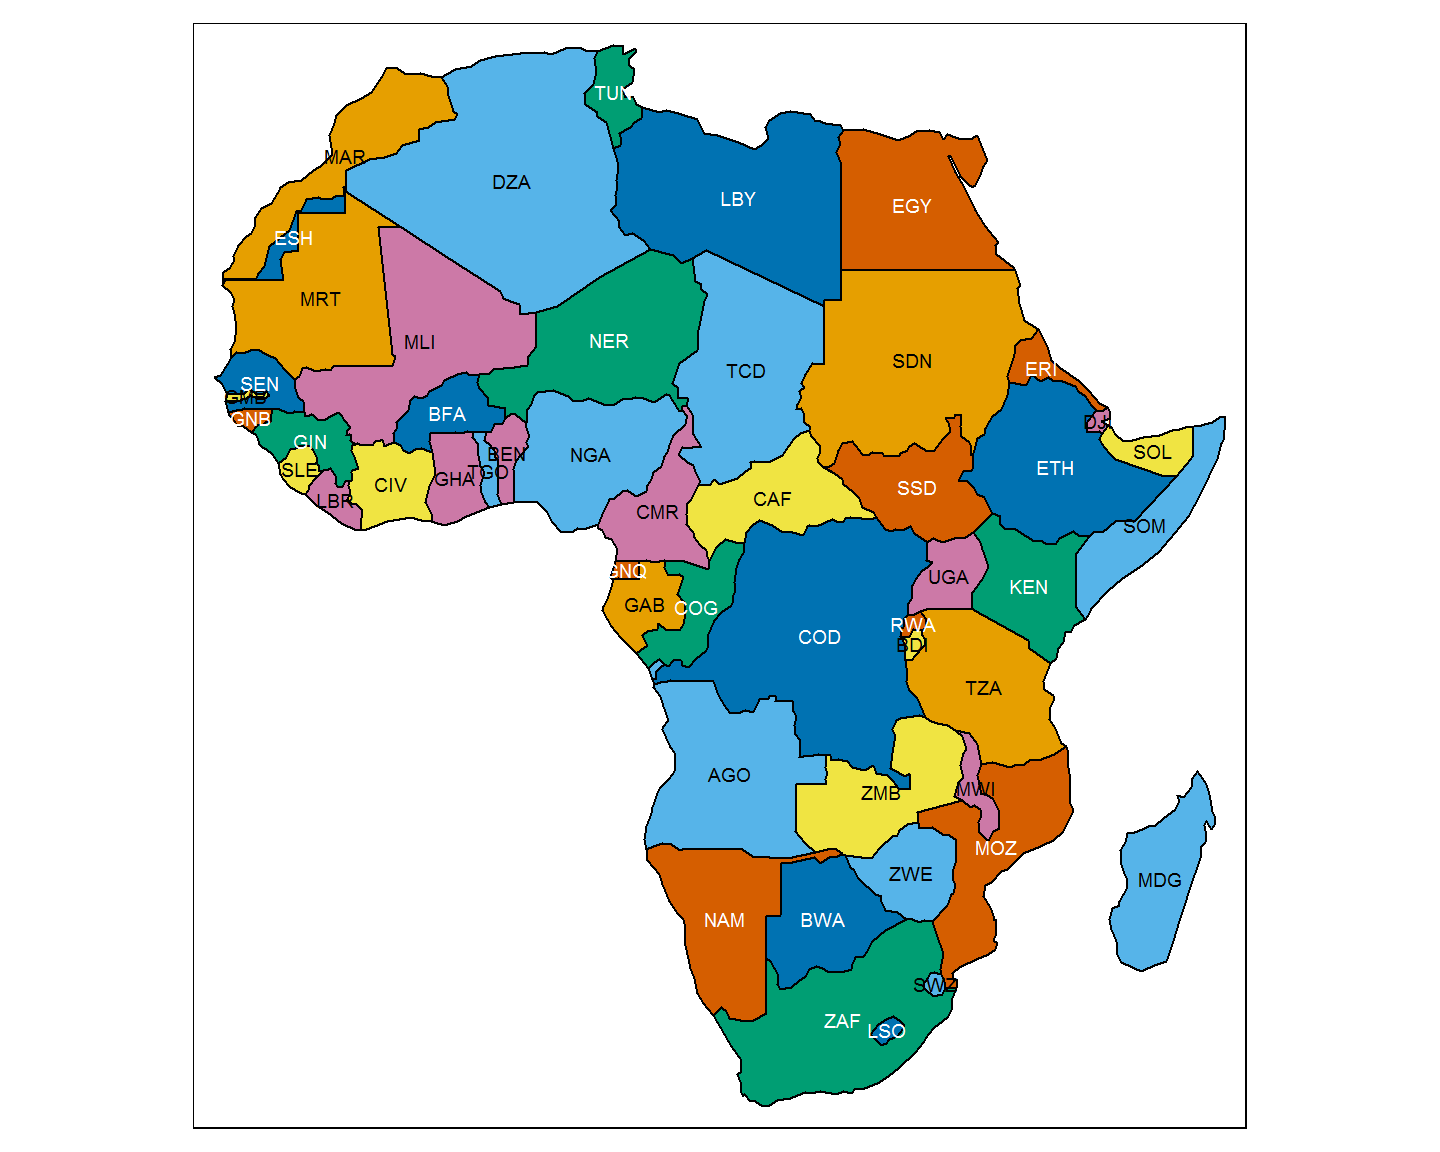 TUN
MAR
DZA
LBY
EGY
ESH
MRT
MLI
NER
TCD
SDN
ERI
SEN
GMB
GNB
BFA
DJI
GIN
SLE
LBR
CIV
GHA
TGO
BEN
NGA
CMR
CAF
SSD
ETH
SOL
SOM
GNQ
GAB
COG
COD
UGA
KEN
RWA
BDI
TZA
AGO
ZMB
MWI
MOZ
ZWE
MDG
NAM
BWA
SWZ
ZAF
LSO